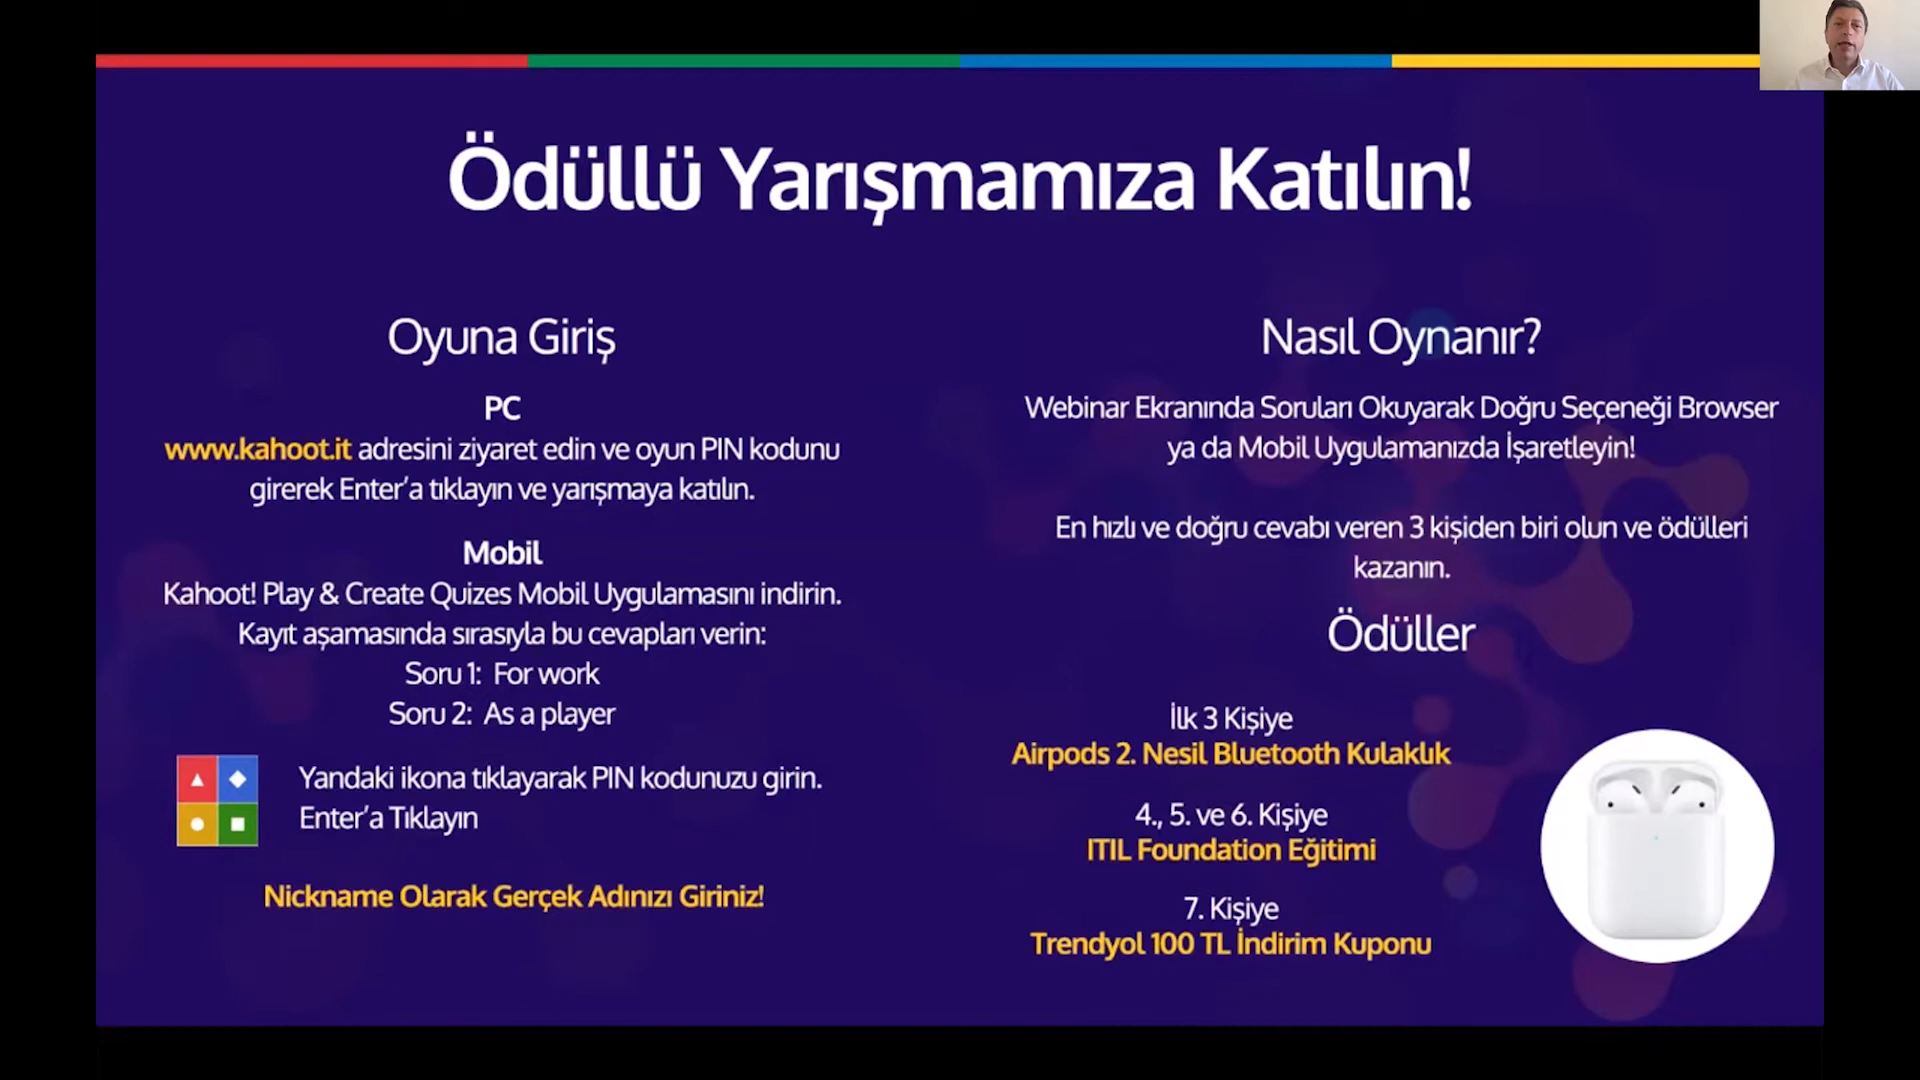 Ödüllü Yarışmamıza Katılın!
Oyuna Giriş
PC
www.kahoot.it adresini ziyaret edin ve oyun PIN kodunu
girerek Enter’a tıklayın ve yarışmaya katılın.
Mobil
Kahoot! Play & Create Quizes Mobil Uygulamasını indirin.
Kayıt aşamasında sırasıyla bu cevapları verin:
Soru 1: For work
Soru 2: As a player
Yandaki ikona tıklayarak PIN kodunuzu girin.
Enter’a Tıklayın
Nickname Olarak Gerçek Adınızı Giriniz!
Nasıl Oynanır?
Webinar Ekranında Soruları Okuyarak Doğru Seçeneği Browser
ya da Mobil Uygulamanızda İşaretleyin!
En hızlı ve doğru cevabı veren 3 kişiden biri olun ve ödülleri
kazanın.
Ödüller
İlk 3 Kişiye
Airpods 2. Nesil Bluetooth Kulaklık
4., 5. ve 6. Kişiye
ITIL Foundation Eğitimi
7. Kişiye
Trendyol 100 TL İndirim Kuponu